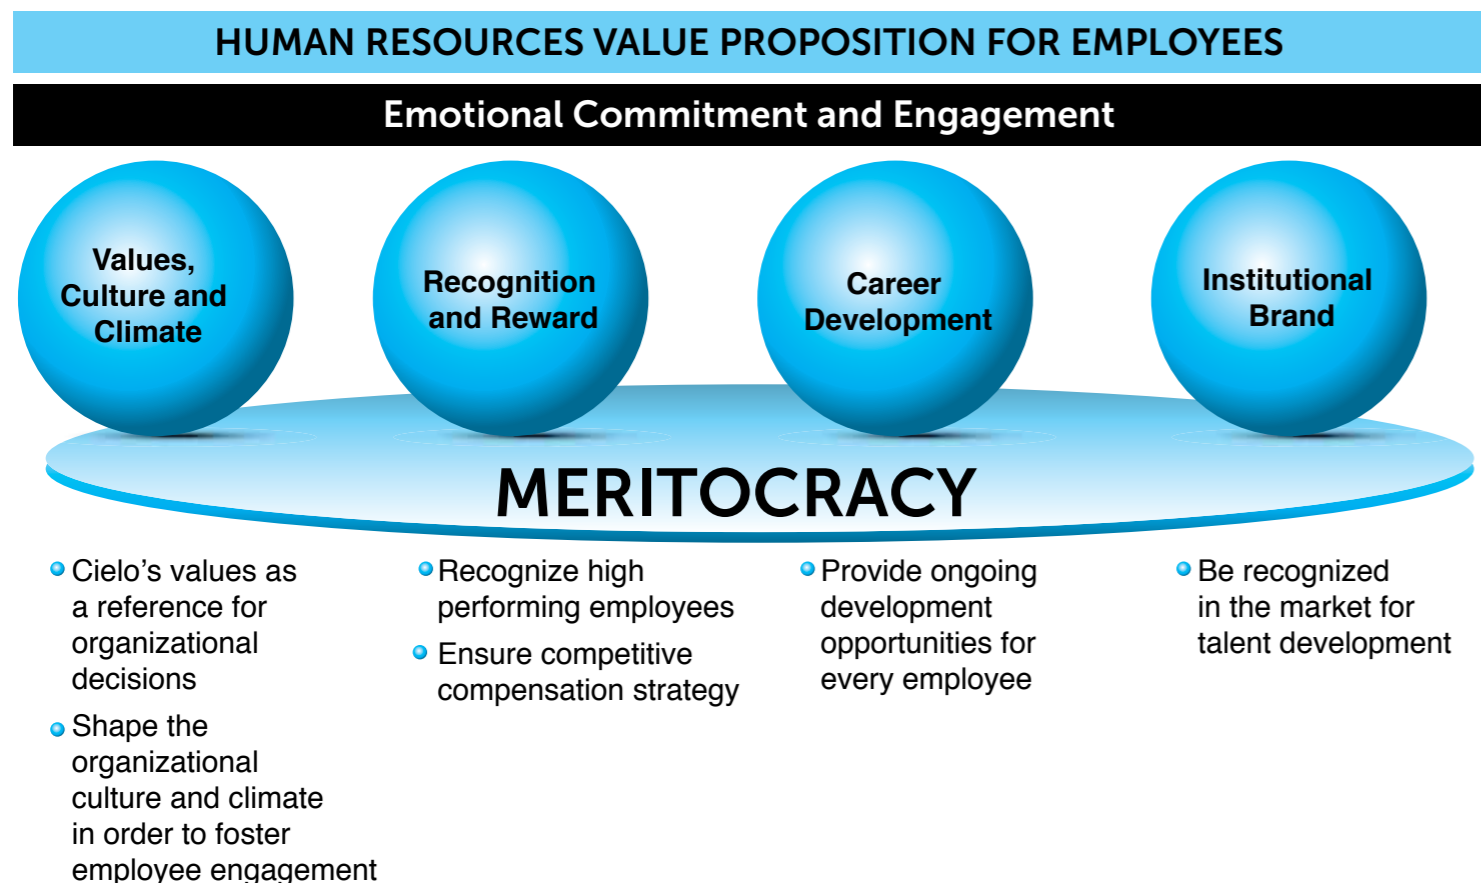 HUMAN RESOURCES VALUE PROPOSITION FOR EMPLOYEES
Emotional Commitment and Engagement
Values,
Culture and
Climate
Recognition
and Reward
Career
Development
Institutional
Brand
MERITOCRACY
Cielo’s values as
a reference for
organizational
decisions
Shape the
organizational
culture and climate
in order to foster
employee engagement
Recognize high
performing employees
Ensure competitive
compensation strategy
Provide ongoing
development
opportunities for
every employee
Be recognized
in the market for
talent development